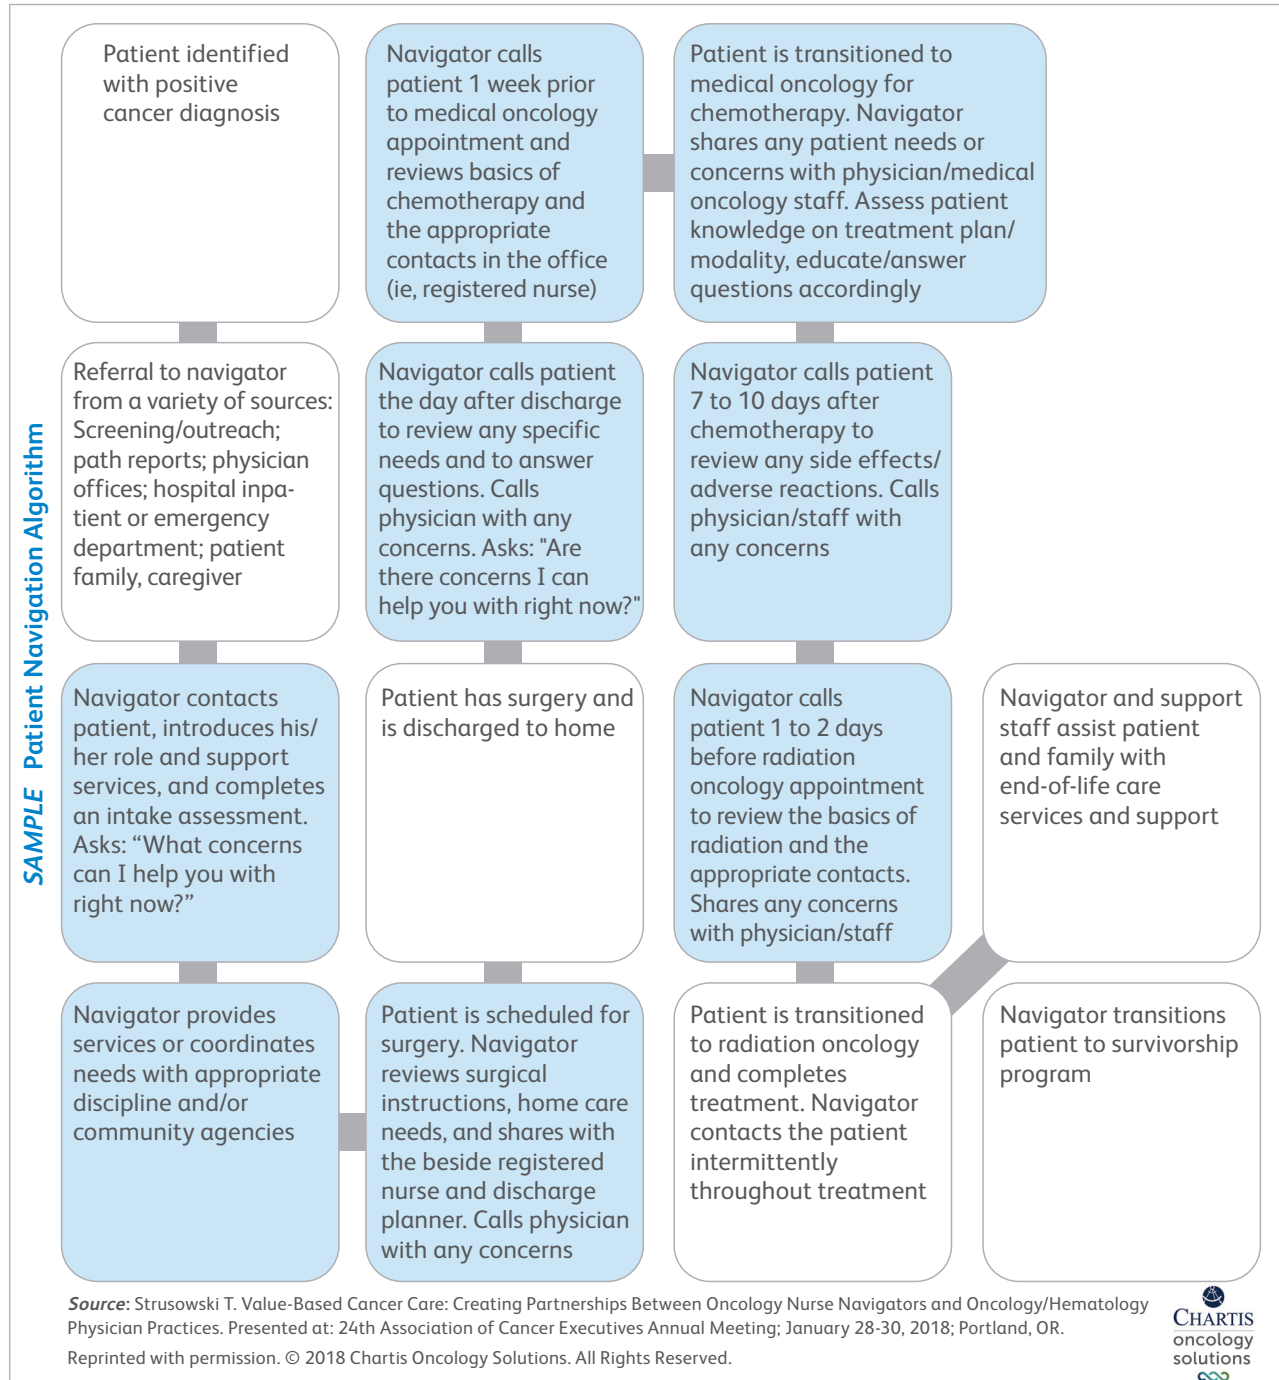 SAMPLE Patient Navigation Algorithm
Patient identified
with positive
cancer diagnosis
Referral to navigator
from a variety of sources:
Screening/outreach;
path reports; physician
offices; hospital inpa-
tient or emergency
department; patient
family, caregiver
Navigator contacts
patient, introduces his/
her role and support
services, and completes
an intake assessment.
Asks: “What concerns
can I help you with
right now?”
Navigator provides
services or coordinates
needs with appropriate
discipline and/or
community agencies
Patient is scheduled for
surgery. Navigator
reviews surgical
instructions, home care
needs, and shares with
the beside registered
nurse and discharge
planner. Calls physician
with any concerns
Patient has surgery and
is discharged to home
Navigator calls patient
the day after discharge
to review any specific
needs and to answer
questions. Calls
physician with any
concerns. Asks: "Are
there concerns I can
help you with right now?"
Navigator calls
patient 1 week prior
to medical oncology
appointment and
reviews basics of
chemotherapy and
the appropriate
contacts in the office
(ie, registered nurse)
Patient is transitioned to
medical oncology for
chemotherapy. Navigator
shares any patient needs or
concerns with physician/medical
oncology staff. Assess patient
knowledge on treatment plan/
modality, educate/answer
questions accordingly
Navigator calls patient
7 to 10 days after
chemotherapy to
review any side effects/
adverse reactions. Calls
physician/staff with
any concerns
Navigator calls
patient 1 to 2 days
before radiation
oncology appointment
to review the basics of
radiation and the
appropriate contacts.
Shares any concerns
with physician/staff
Patient is transitioned
to radiation oncology
and completes
treatment. Navigator
contacts the patient
intermittently
throughout treatment
Navigator and support
staff assist patient
and family with
end-of-life care
services and support
Navigator transitions
patient to survivorship
program
Source: Strusowski T. Value-Based Cancer Care: Creating Partnerships Between Oncology Nurse Navigators and Oncology/Hematology
Physician Practices. Presented at: 24th Association of Cancer Executives Annual Meeting; January 28-30, 2018; Portland, OR.
Reprinted with permission. © 2018 Chartis Oncology Solutions. All Rights Reserved.
CHARTIS
oncology
solutions